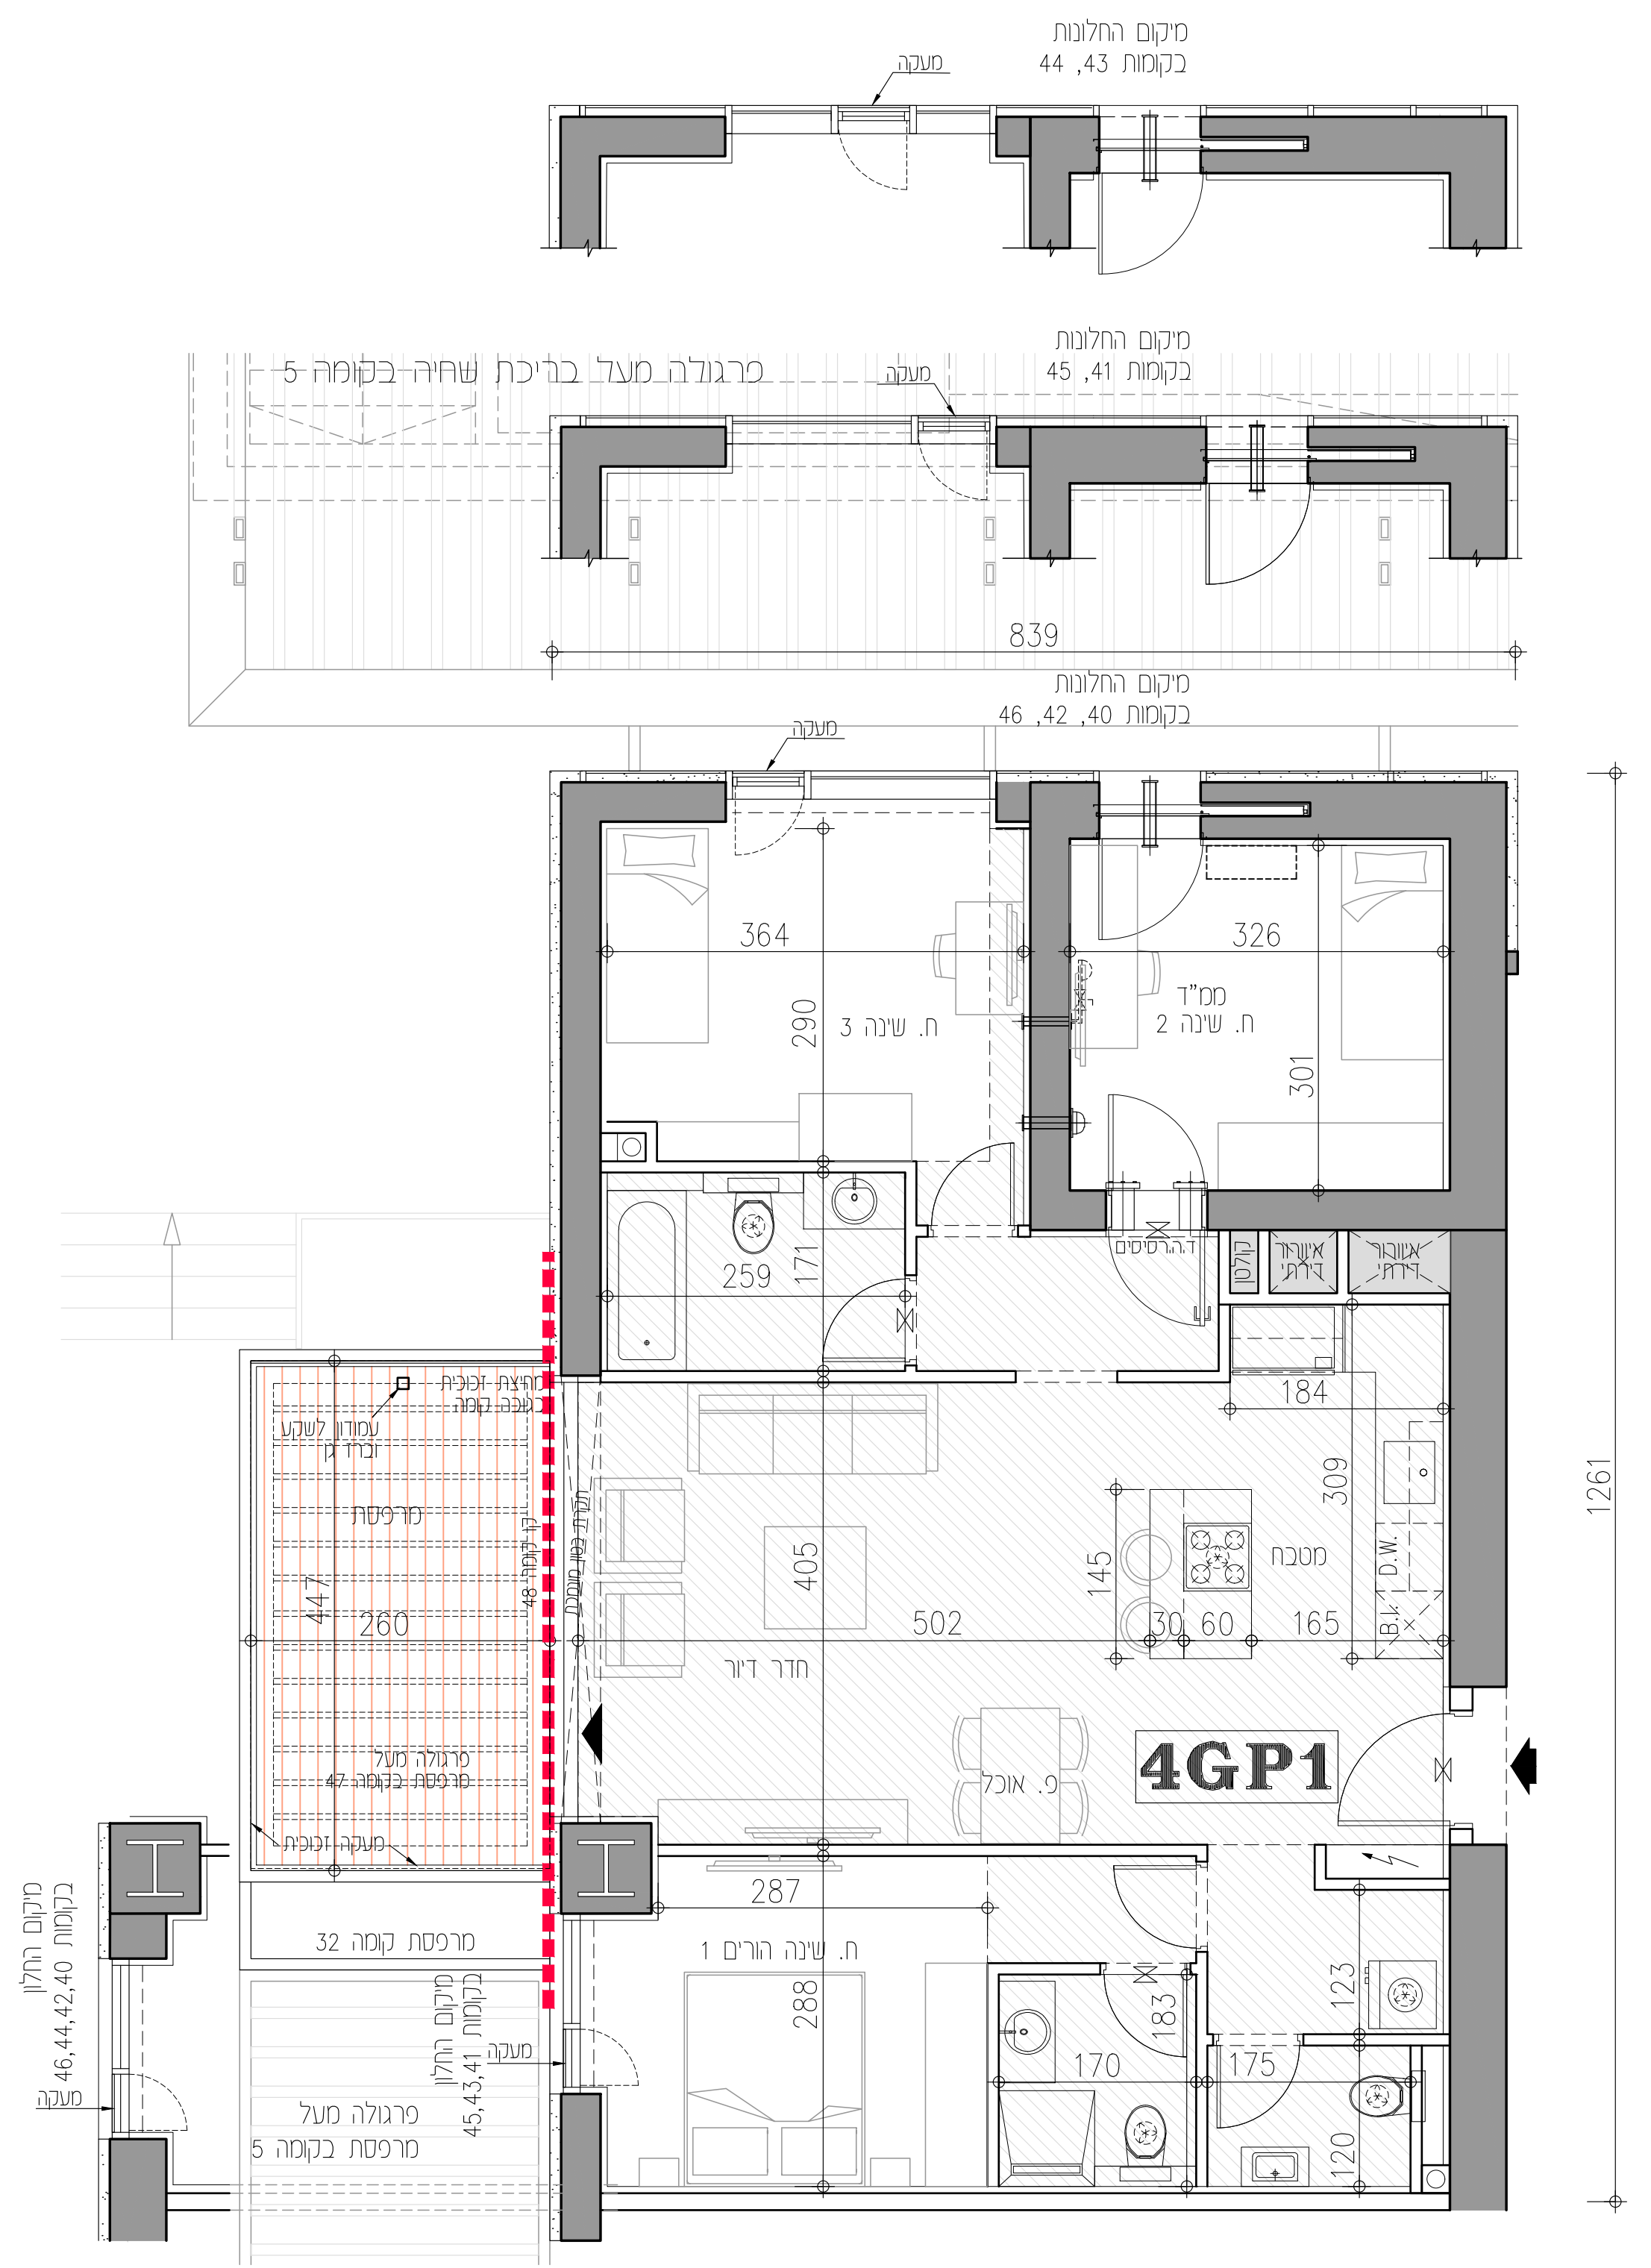 מיקום החלונות
בקומות 43, 44
מעקה
מיקום החלונות
בקומות 41, 45
פרגולה מעל בריכת שחיה בקומה 5
מעקה
839
מיקום החלונות
בקומות 40, 42, 46
מעקה
364
326
290
ח. שינה 3
ממ"ד
ח. שינה 2
301
1261
259
171
ד.ה.רסיסים
קולטן
איוורור
דירתי
איוורור
דירתי
184
309
מחיצת זכוכית
בגובה קומה
עמודון לשקע
וברז גן
מרפסת
447
260
קו קומה 48
תקרת בטון מונמכת
405
502
חדר דיור
145
30
60
165
מטבח
D.W.
B.I.
פרגולה מעל
מרפסת בקומה 47
מעקה זכוכית
פ. אוכל
4GP1
מרפסת קומה 32
287
ח. שינה הורים 1
288
183
170
123
175
120
מיקום החלון
בקומות 46,44,42,40
מעקה
מיקום החלון
בקומות 45,43,41
מעקה
פרגולה מעל
מרפסת בקומה 5